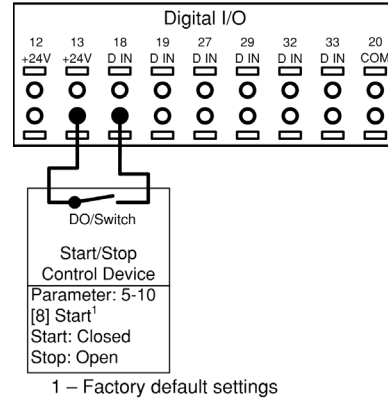 Digital I/O
12 13 18 19 27 29 32 33 20
+24V +24V D IN D IN D IN D IN D IN D IN COM
DO/Switch
Start/Stop
Control Device
Parameter: 5-10
[8] Start¹
Start: Closed
Stop: Open
1 – Factory default settings